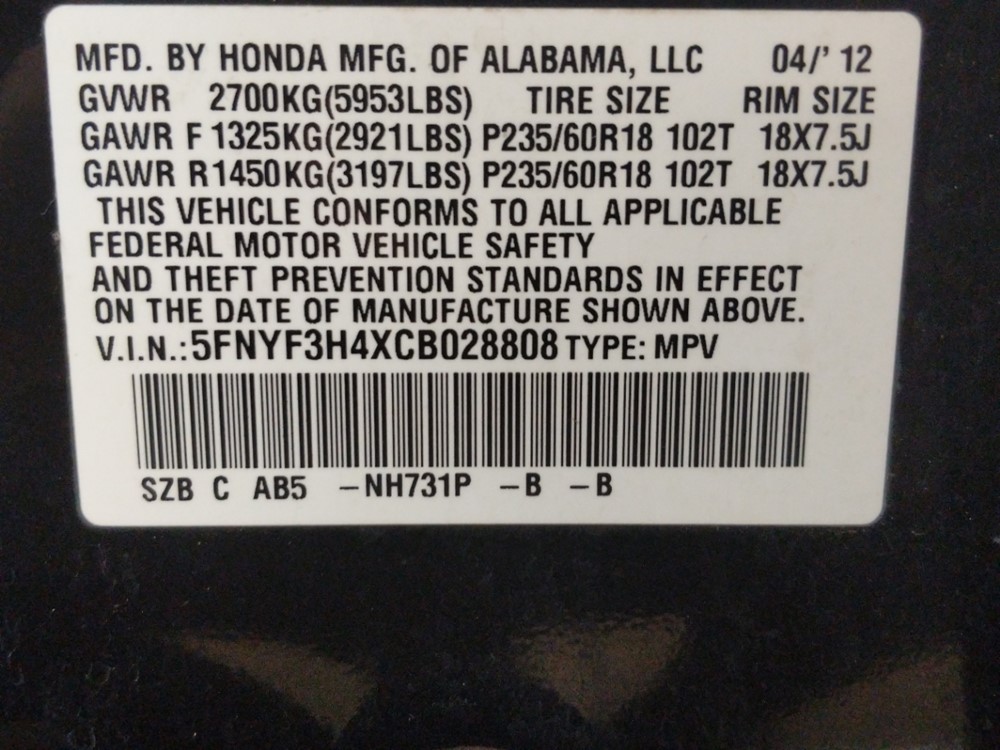 MFD. BY HONDA MFG. OF ALABAMA, LLC 04/' 12
GVWR 2700KG(5953LBS) TIRE SIZE RIM SIZE
GAWR F 1325KG(2921LBS) P235/60R18 102T 18X7.5J
GAWR R1450KG(3197LBS) P235/60R18 102T 18X7.5J
THIS VEHICLE CONFORMS TO ALL APPLICABLE
FEDERAL MOTOR VEHICLE SAFETY
AND THEFT PREVENTION STANDARDS IN EFFECT
ON THE DATE OF MANUFACTURE SHOWN ABOVE.
V.I.N.:5FNYF3H4XCB028808 TYPE: MPV
SZB C AB5 –NH731P –B –B